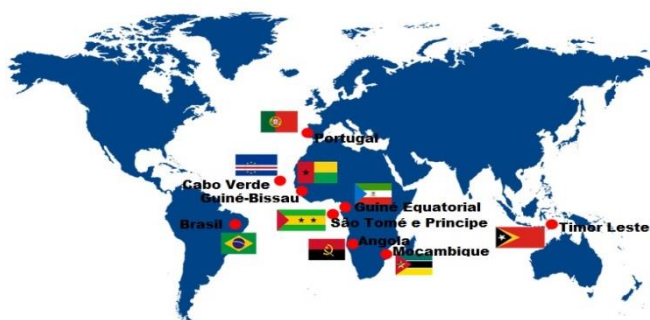 Portugal
Cabo Verde
Guiné-Bissau
Guiné Equatorial
São Tomé e Principe
Brasil
Timor Leste
Angola
Moçambique